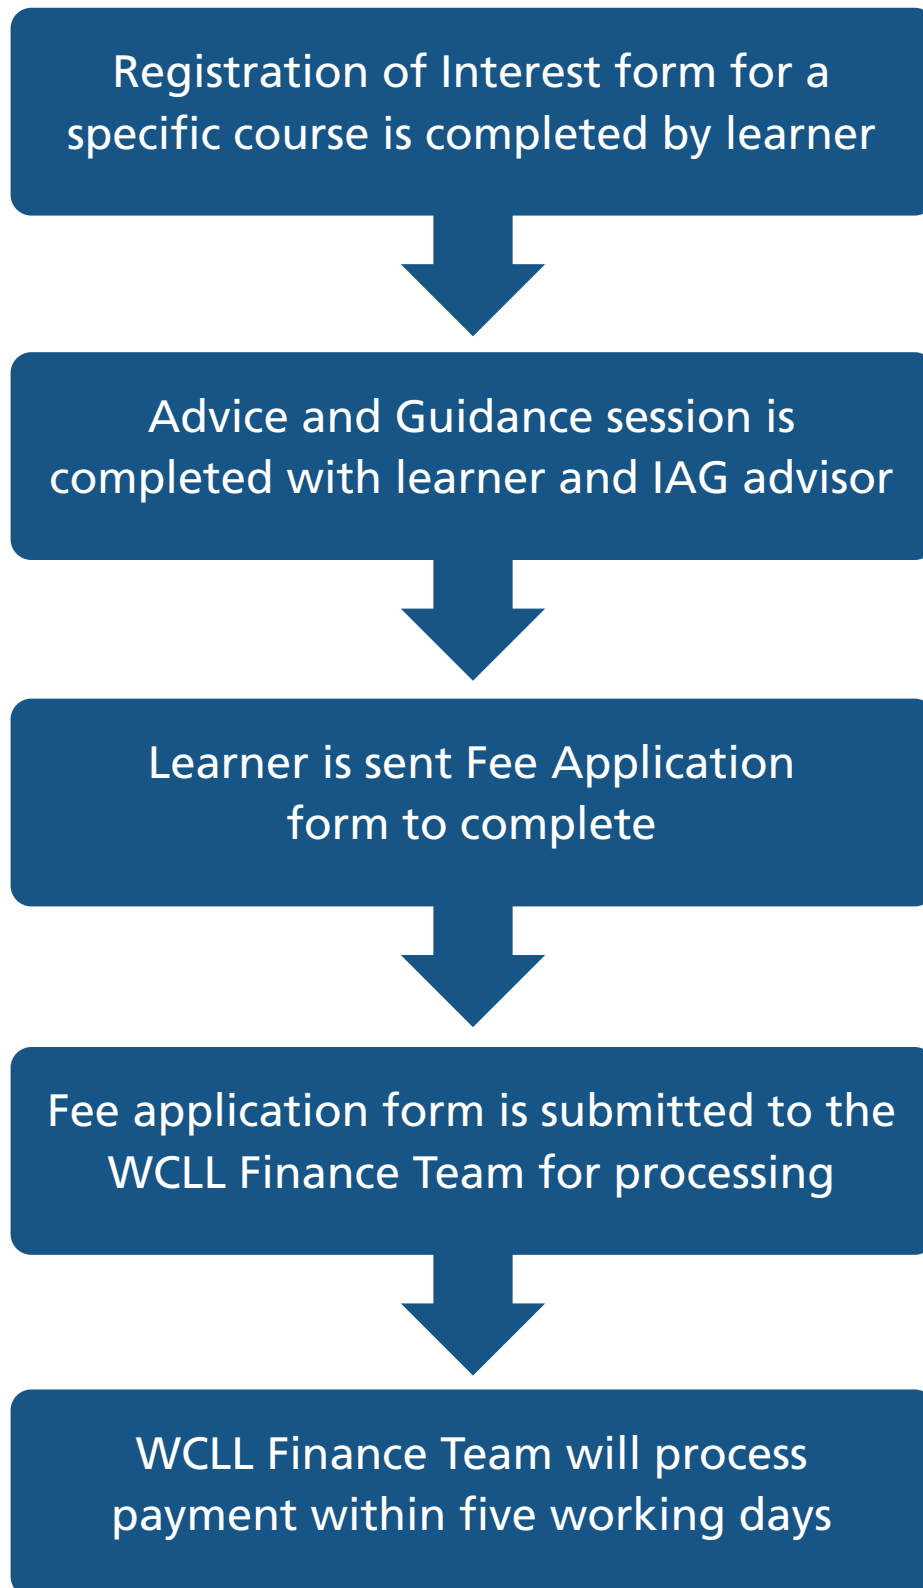 Registration of Interest form for a
specific course is completed by learner
Advice and Guidance session is
completed with learner and IAG advisor
Learner is sent Fee Application
form to complete
Fee application form is submitted to the
WCLL Finance Team for processing
WCLL Finance Team will process
payment within five working days